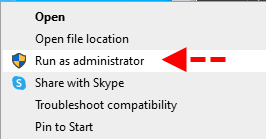 Open
Open file location
Run as administrator
Share with Skype
Troubleshoot compatibility
Pin to Start